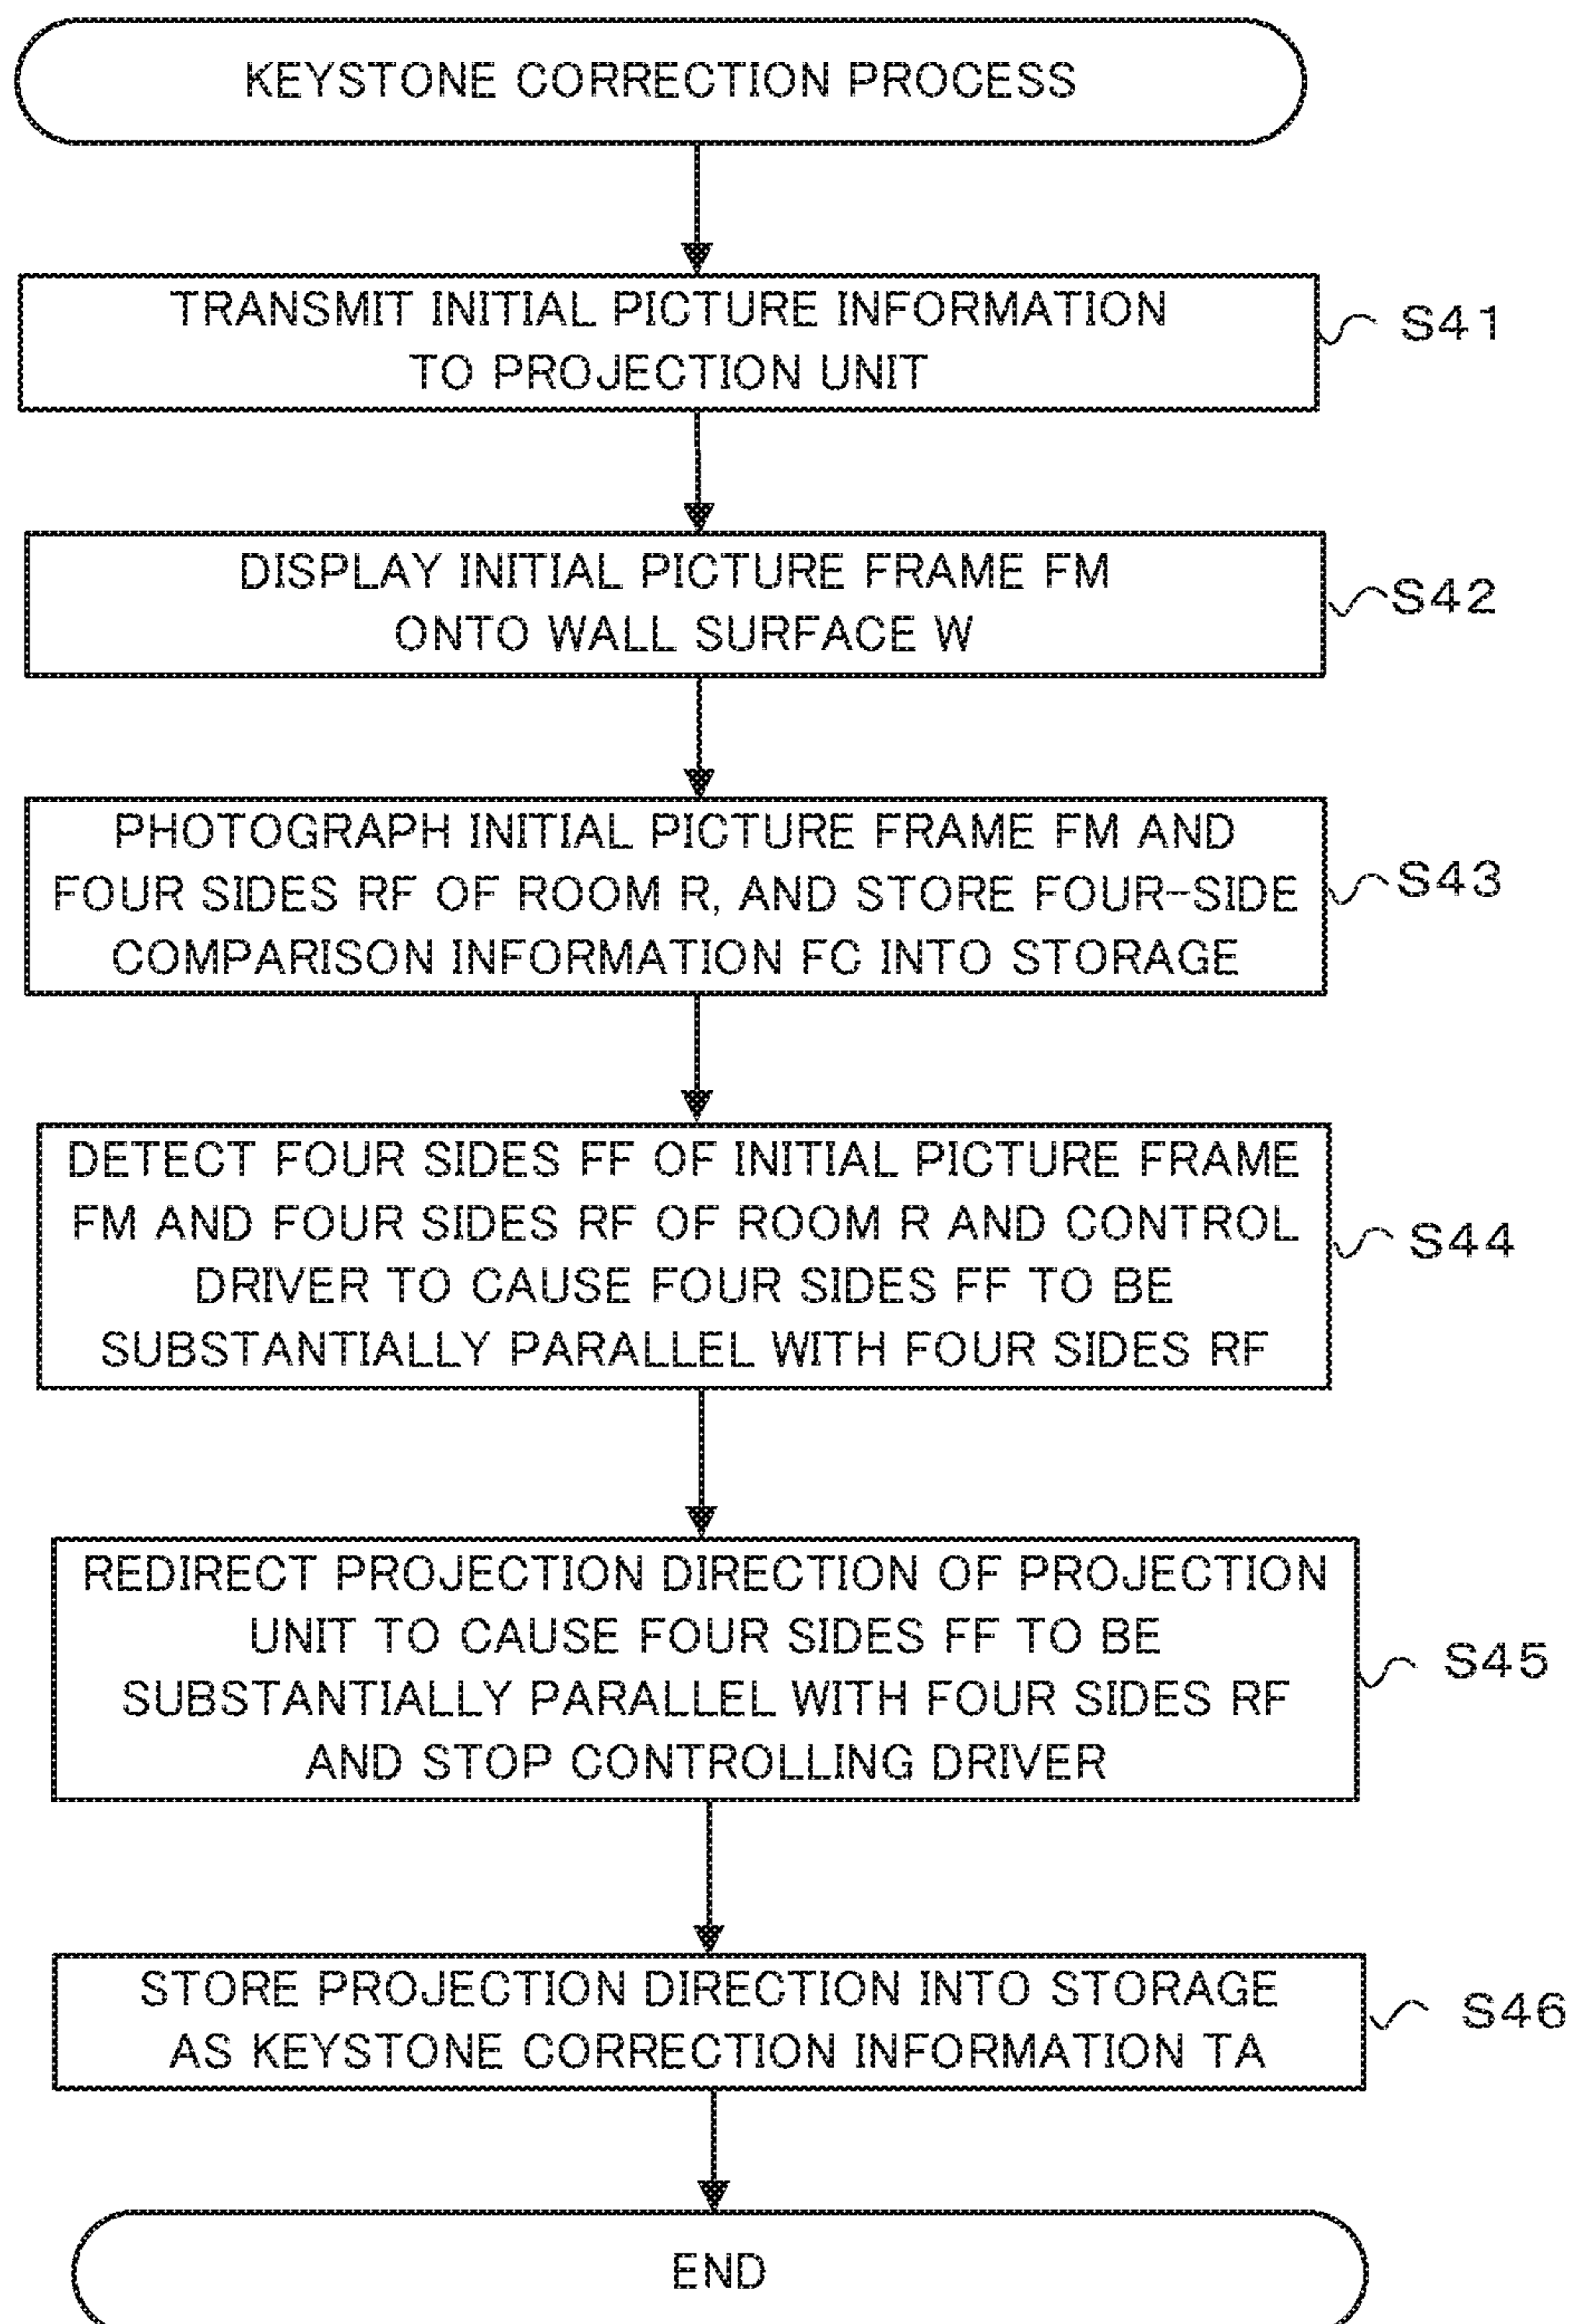 KEYSTONE CORRECTION PROCESS
TRANSMIT INITIAL PICTURE INFORMATION
TO PROJECTION UNIT
S41
DISPLAY INITIAL PICTURE FRAME FM
ONTO WALL SURFACE W
S42
PHOTOGRAPH INITIAL PICTURE FRAME FM AND
FOUR SIDES RF OF ROOM R, AND STORE FOUR-SIDE
COMPARISON INFORMATION FC INTO STORAGE
S43
DETECT FOUR SIDES FF OF INITIAL PICTURE FRAME
FM AND FOUR SIDES RF OF ROOM R AND CONTROL
DRIVER TO CAUSE FOUR SIDES FF TO BE
SUBSTANTIALLY PARALLEL WITH FOUR SIDES RF
S44
REDIRECT PROJECTION DIRECTION OF PROJECTION
UNIT TO CAUSE FOUR SIDES FF TO BE
SUBSTANTIALLY PARALLEL WITH FOUR SIDES RF
AND STOP CONTROLLING DRIVER
S45
STORE PROJECTION DIRECTION INTO STORAGE
AS KEYSTONE CORRECTION INFORMATION TA
S46
END